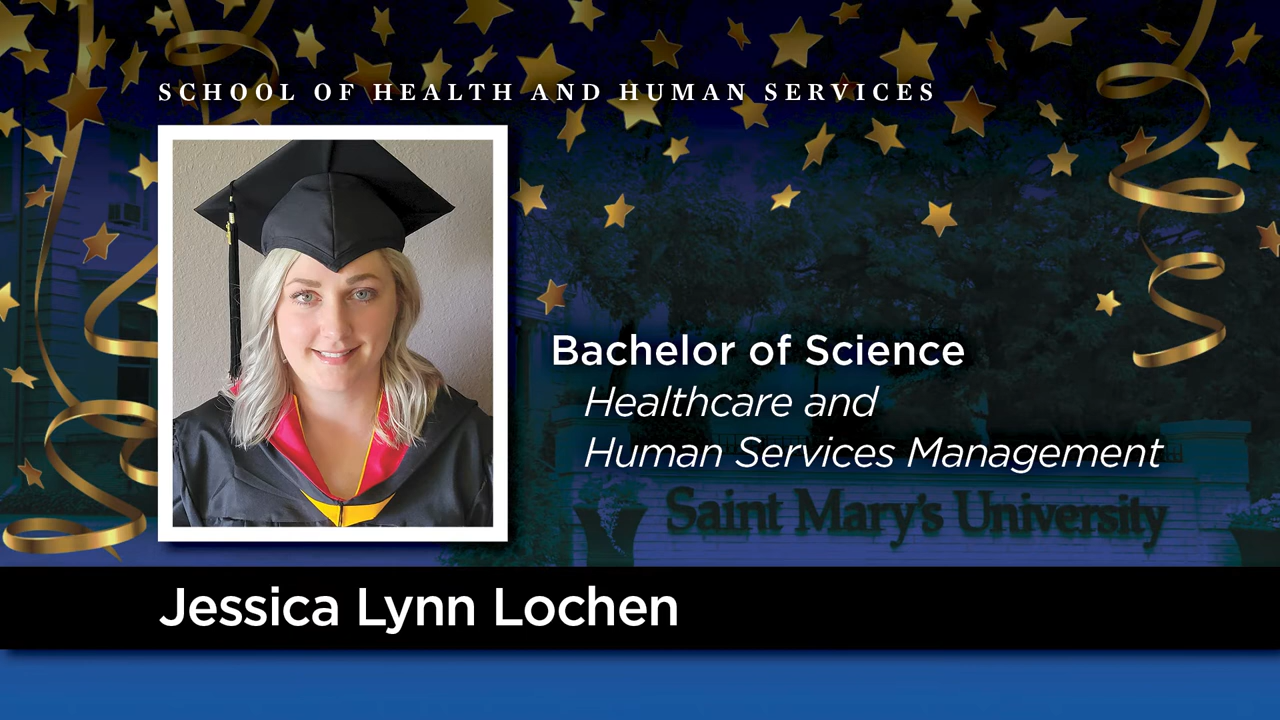 SCHOOL OF HEALTH AND HUMAN SERVICES
Bachelor of Science
Healthcare and
Human Services Management
Saint Mary's University
Jessica Lynn Lochen